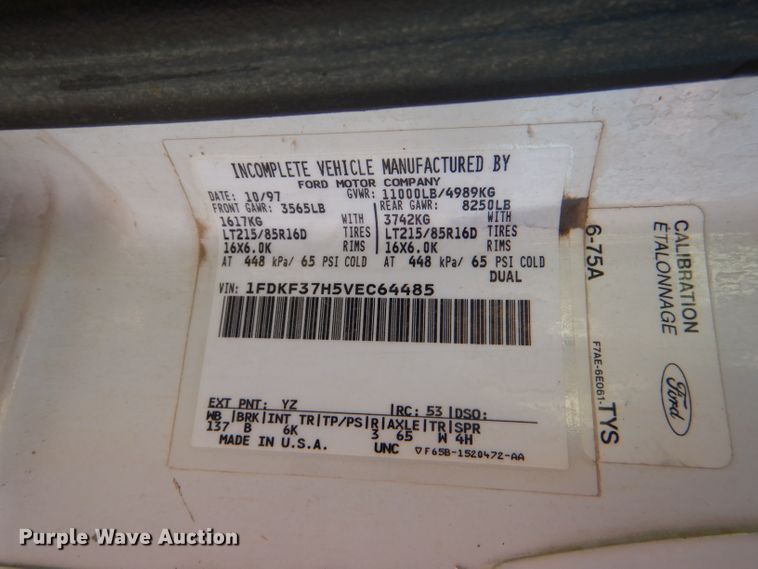 INCOMPLETE VEHICLE MANUFACTURED BY
FORD MOTOR COMPANY
DATE: 10/97 GVWR: 11000LB/4989KG
FRONT GAWR: 3565LB REAR GAWR: 8250LB
1617KG WITH 3742KG WITH
LT215/85R16D TIRES LT215/85R16D TIRES
16X6.0K RIMS 16X6.0K RIMS
AT 448 kPa/ 65 PSI COLD AT 448 kPa/ 65 PSI COLD
DUAL
VIN: 1FDKF37H5VEC64485
EXT PNT: YZ RC: 53 DSO:
WB BRK INT TR TP/PS R AXLE TR SPR
137 B 6K 3 65 W 4H
MADE IN U.S.A. UNC ▽F65B-1520472-AA
CALIBRATION
ÉTALONNAGE
6-75A
F7AE-6E061-TYS
Ford
Purple Wave Auction